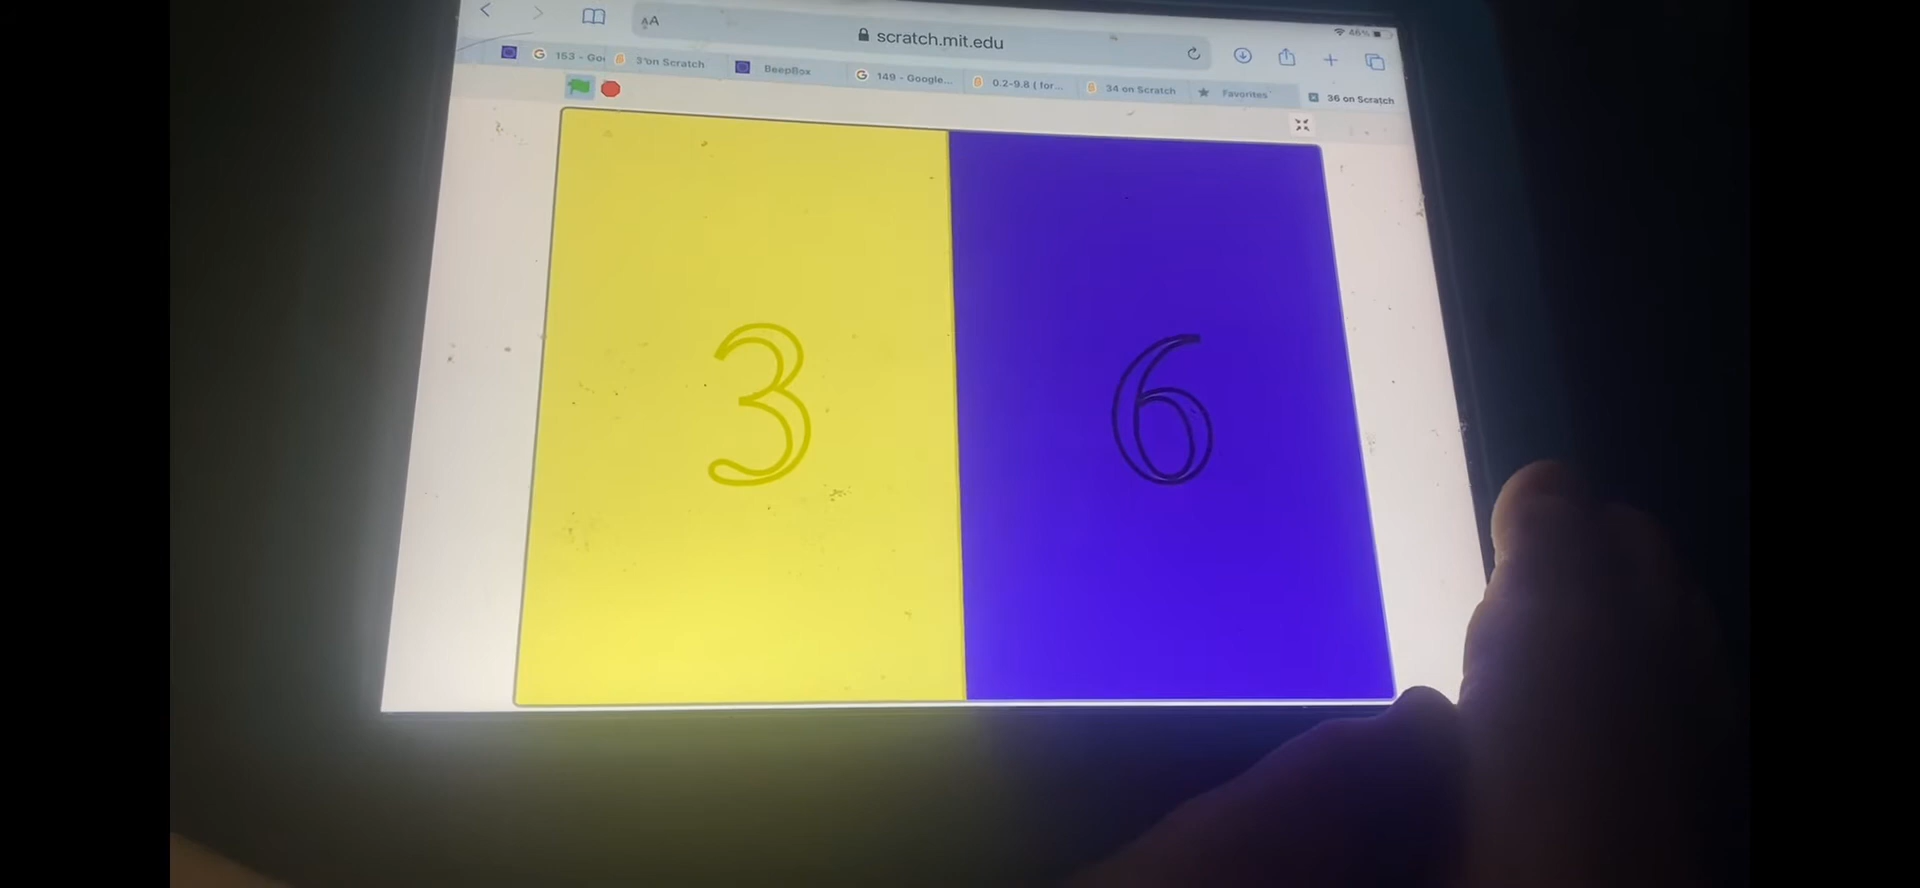 AA
scratch.mit.edu
46%
153 - Go
3 on Scratch
BeepBox
149 - Google...
0.2-9.8 ( for...
34 on Scratch
Favorites
36 on Scratch
3 6